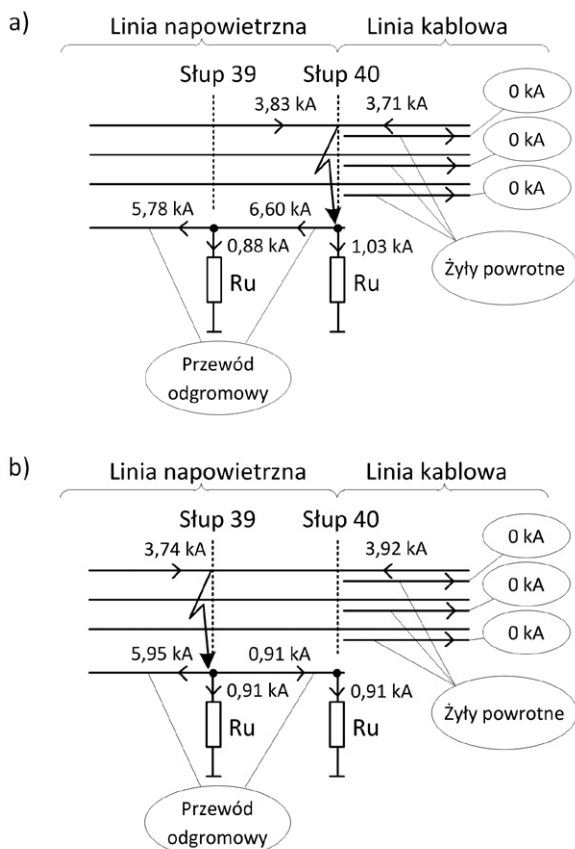 a)
Linia napowietrzna
Linia kablowa
Słup 39
Słup 40
3,83 kA
3,71 kA
0 kA
0 kA
0 kA
5,78 kA
6,60 kA
0,88 kA
1,03 kA
Ru
Ru
Żyły powrotne
Przewód
odgromowy
b)
Linia napowietrzna
Linia kablowa
Słup 39
Słup 40
3,74 kA
3,92 kA
0 kA
0 kA
0 kA
5,95 kA
0,91 kA
0,91 kA
0,91 kA
Ru
Ru
Żyły powrotne
Przewód
odgromowy